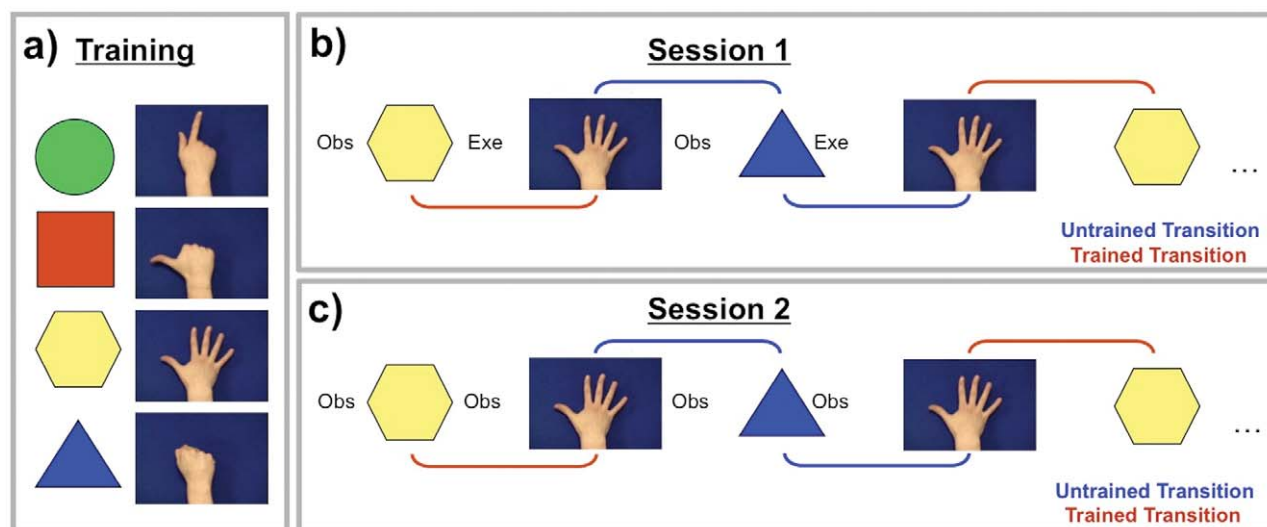 a) Training
b) Session 1
Obs Exe Obs Exe ...
Untrained Transition
Trained Transition
c) Session 2
Obs Obs Obs Obs ...
Untrained Transition
Trained Transition